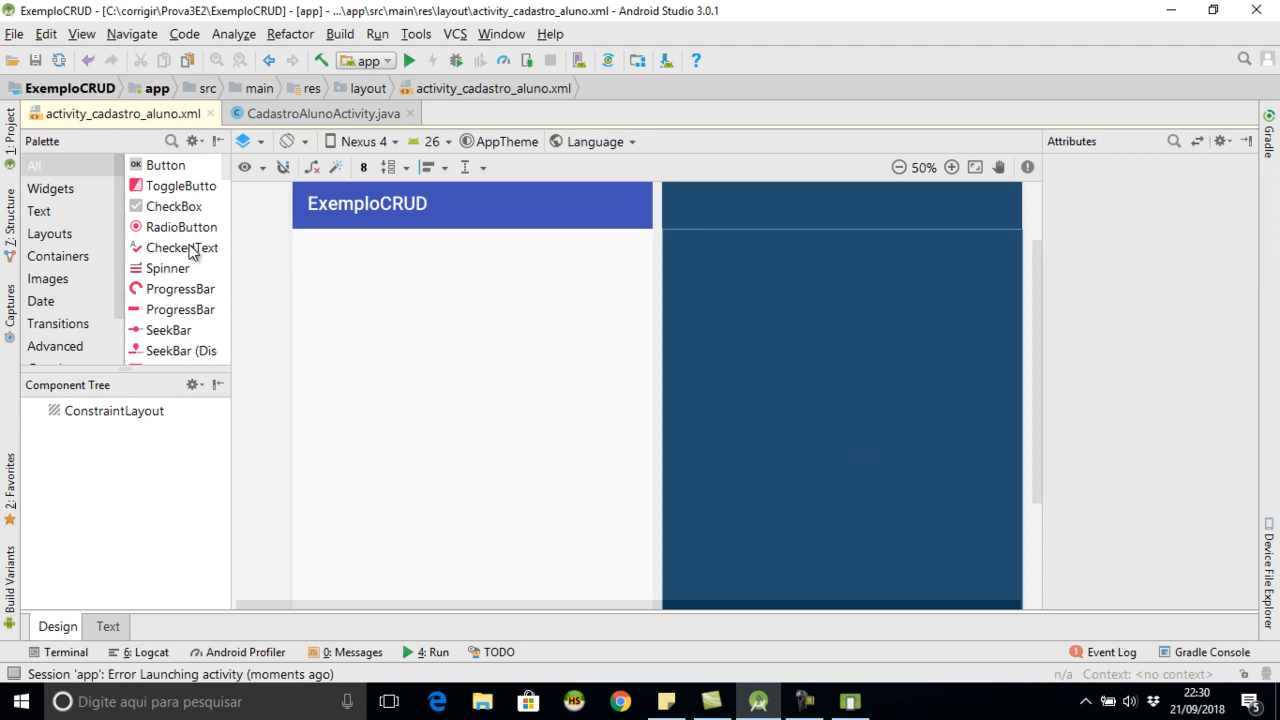 ExemploCRUD - [C:\corrigir\Prova3E2\ExemploCRUD] - [app] - ...\app\src\main\res\layout\activity_cadastro_aluno.xml - Android Studio 3.0.1
File Edit View Navigate Code Analyze Refactor Build Run Tools VCS Window Help
app
ExemploCRUD app src main res layout activity_cadastro_aluno.xml
activity_cadastro_aluno.xml CadastroAlunoActivity.java
1: Project
7: Structure
Captures
2: Favorites
Build Variants
Palette
All
Widgets
Text
Layouts
Containers
Images
Date
Transitions
Advanced
OK Button
ToggleButto
CheckBox
RadioButton
CheckedText
Spinner
ProgressBar
ProgressBar
SeekBar
SeekBar (Dis
Component Tree
ConstraintLayout
Nexus 4 26 AppTheme Language
8 50%
ExemploCRUD
Attributes
Gradle
Device File Explorer
Design Text
Terminal 6: Logcat Android Profiler 0: Messages 4: Run TODO
1 Event Log Gradle Console
Session 'app': Error Launching activity (moments ago) n/a Context: <no context>
Digite aqui para pesquisar
HS
22:30
21/09/2018
5